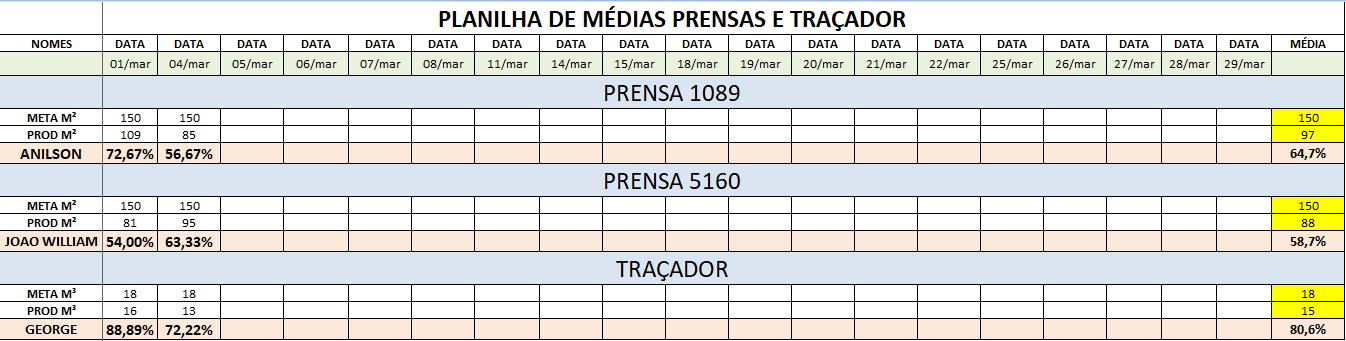 PLANILHA DE MÉDIAS PRENSAS E TRAÇADOR
NOMES DATA DATA DATA DATA DATA DATA DATA DATA DATA DATA DATA DATA DATA DATA DATA DATA DATA DATA DATA MÉDIA
01/mar 04/mar 05/mar 06/mar 07/mar 08/mar 11/mar 14/mar 15/mar 18/mar 19/mar 20/mar 21/mar 22/mar 25/mar 26/mar 27/mar 28/mar 29/mar
PRENSA 1089
META M² 150 150 150
PROD M² 109 85 97
ANILSON 72,67% 56,67% 64,7%
PRENSA 5160
META M² 150 150 150
PROD M² 81 95 88
JOAO WILLIAM 54,00% 63,33% 58,7%
TRAÇADOR
META M³ 18 18 18
PROD M³ 16 13 15
GEORGE 88,89% 72,22% 80,6%